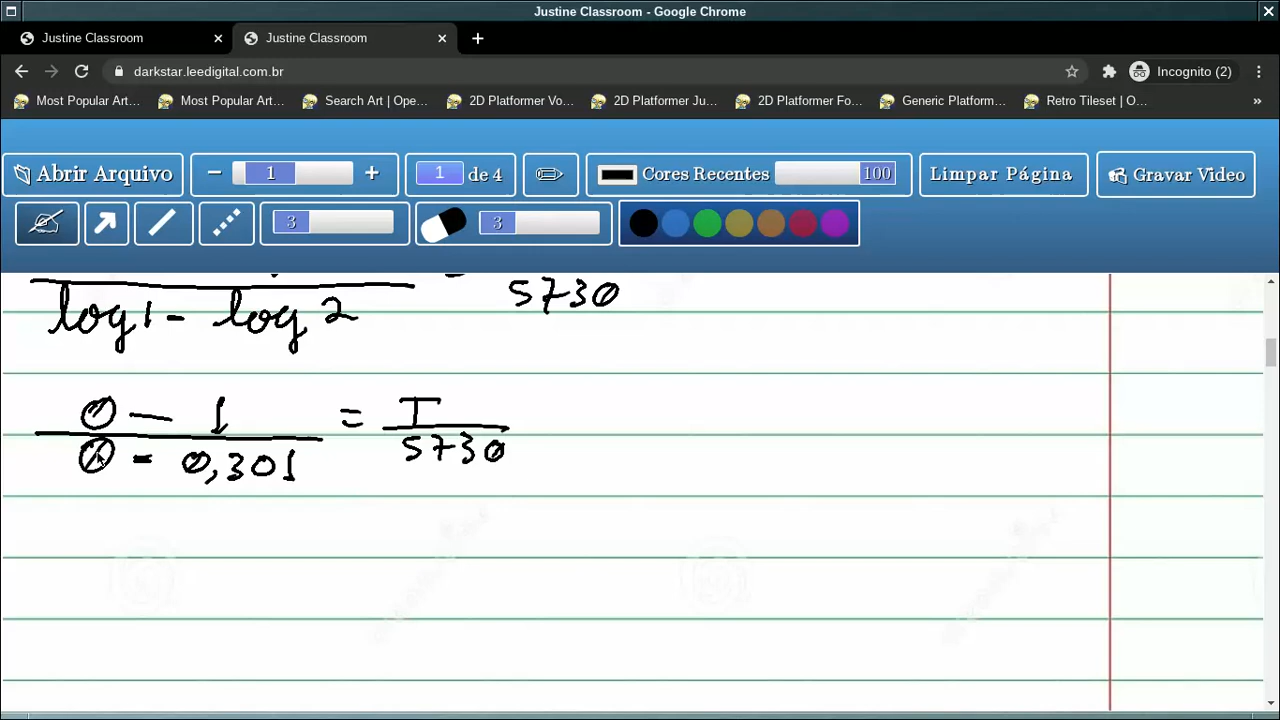 Justine Classroom - Google Chrome
Justine Classroom
Justine Classroom
darkstar.leedigital.com.br
Incognito (2)
Most Popular Art...
Most Popular Art...
Search Art | Ope...
2D Platformer Vo...
2D Platformer Ju...
2D Platformer Fo...
Generic Platform...
Retro Tileset | O...
»
Abrir Arquivo
− 1 +
1 de 4
Cores Recentes 100
Limpar Página
Gravar Video
3
3
5730
log 1 - log 2
0 — 1 = T
0 - 0,301 5730